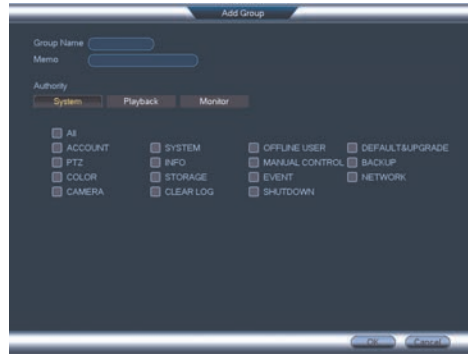 Add Group
Group Name
Memo
Authority
System Playback Monitor
All
ACCOUNT SYSTEM OFFLINE USER DEFAULT&UPGRADE
PTZ INFO MANUAL CONTROL BACKUP
COLOR STORAGE EVENT NETWORK
CAMERA CLEAR LOG SHUTDOWN
OK Cancel